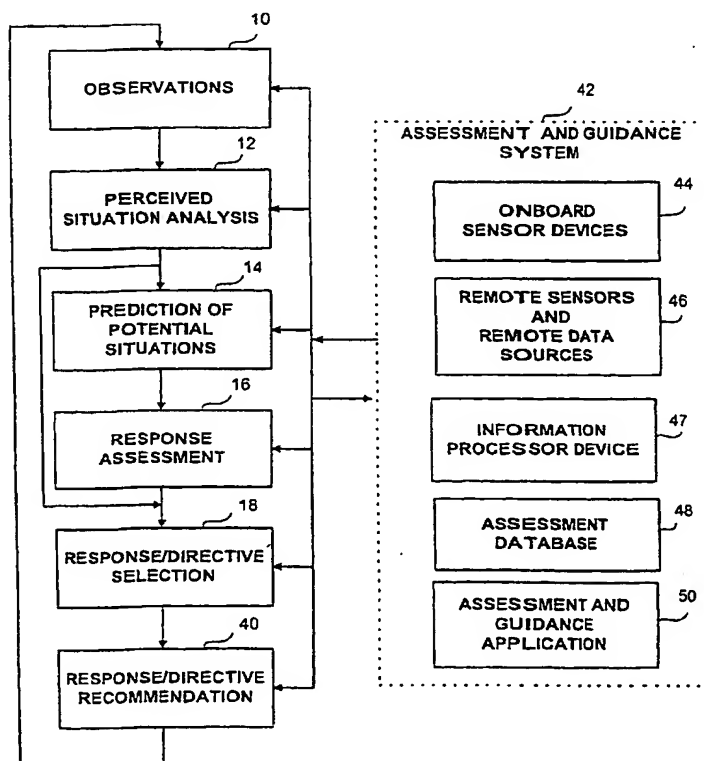 10
OBSERVATIONS
12
PERCEIVED
SITUATION ANALYSIS
14
PREDICTION OF
POTENTIAL
SITUATIONS
16
RESPONSE
ASSESSMENT
18
RESPONSE/DIRECTIVE
SELECTION
40
RESPONSE/DIRECTIVE
RECOMMENDATION
42
ASSESSMENT AND GUIDANCE
SYSTEM
44
ONBOARD
SENSOR DEVICES
46
REMOTE SENSORS
AND
REMOTE DATA
SOURCES
47
INFORMATION
PROCESSOR DEVICE
48
ASSESSMENT
DATABASE
50
ASSESSMENT AND
GUIDANCE
APPLICATION